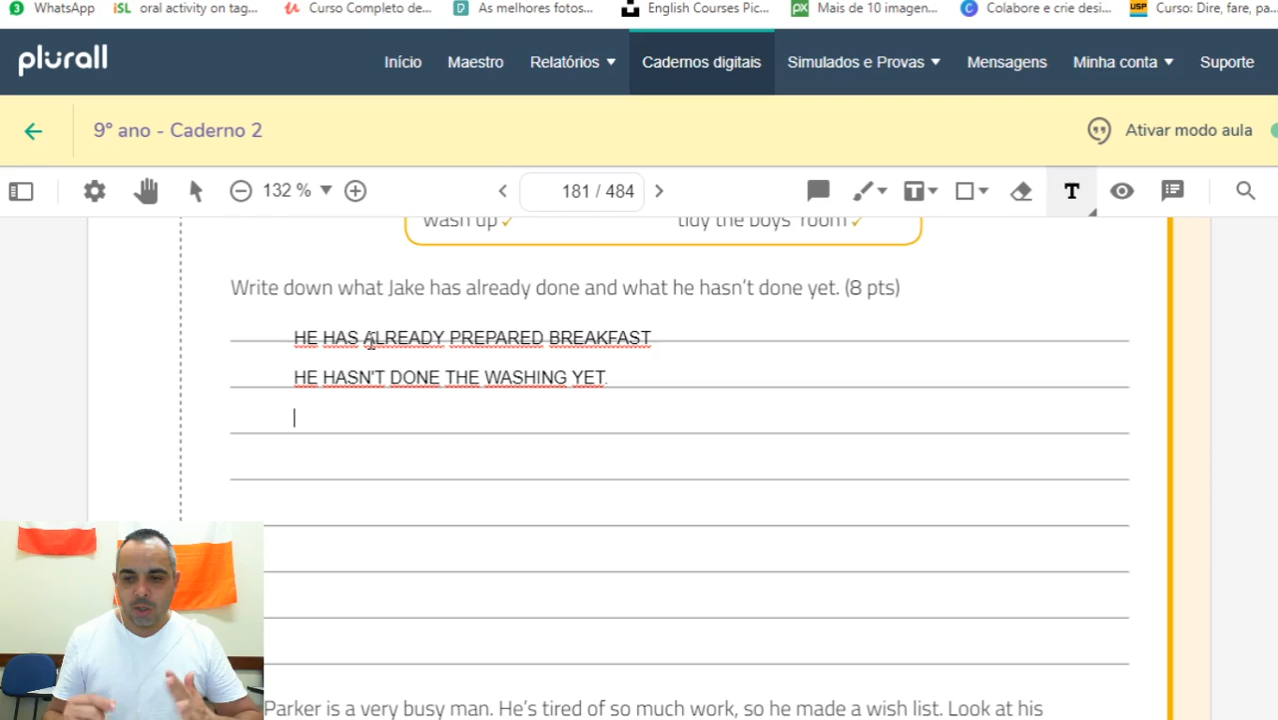 WhatsApp oral activity on tag... Curso Completo de... As melhores fotos... English Courses Pic... Mais de 10 imagen... Colabore e crie desi... Curso: Dire, fare, pa...
plurall Início Maestro Relatórios Cadernos digitais Simulados e Provas Mensagens Minha conta Suporte
9º ano - Caderno 2 Ativar modo aula
132 % 181 / 484 T
wash up ✓ tidy the boys' room ✓
Write down what Jake has already done and what he hasn't done yet. (8 pts)
HE HAS ALREADY PREPARED BREAKFAST
HE HASN'T DONE THE WASHING YET.
Parker is a very busy man. He's tired of so much work, so he made a wish list. Look at his